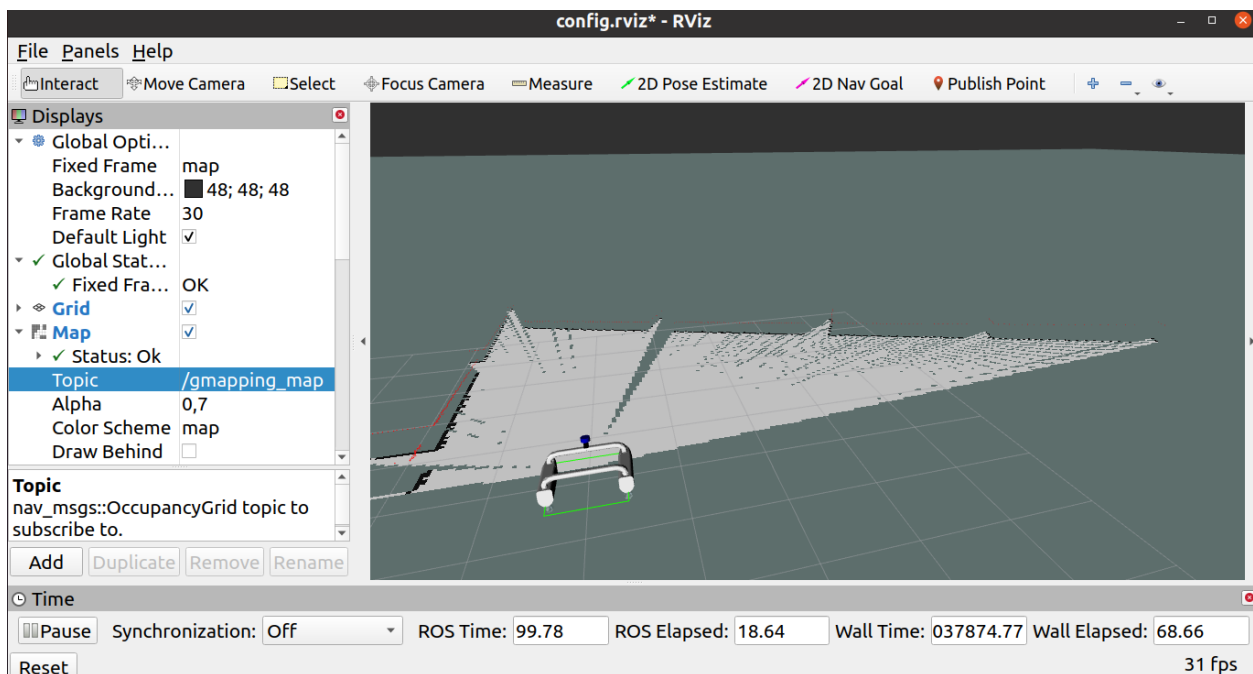 config.rviz* - RViz
File Panels Help
Interact Move Camera Select Focus Camera Measure 2D Pose Estimate 2D Nav Goal Publish Point
Displays
Global Opti...
Fixed Frame map
Background... 48; 48; 48
Frame Rate 30
Default Light
Global Stat...
Fixed Fra... OK
Grid
Map
Status: Ok
Topic /gmapping_map
Alpha 0,7
Color Scheme map
Draw Behind
Topic
nav_msgs::OccupancyGrid topic to
subscribe to.
Add Duplicate Remove Rename
Time
Pause Synchronization: Off ROS Time: 99.78 ROS Elapsed: 18.64 Wall Time: 037874.77 Wall Elapsed: 68.66
Reset 31 fps